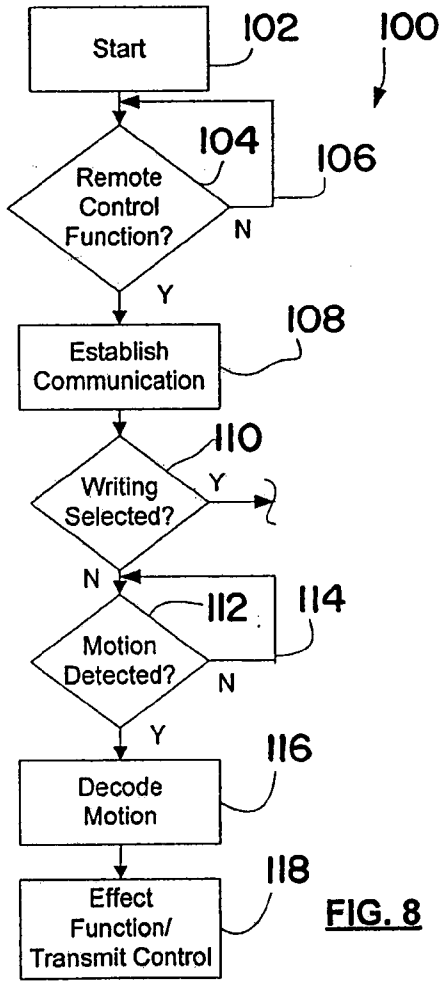 Start
102
100
104
Remote
Control
Function?
106
N
Y
Establish
Communication
108
110
Writing
Selected?
Y
N
112
114
Motion
Detected?
N
Y
Decode
Motion
116
Effect
Function/
Transmit Control
118
FIG. 8